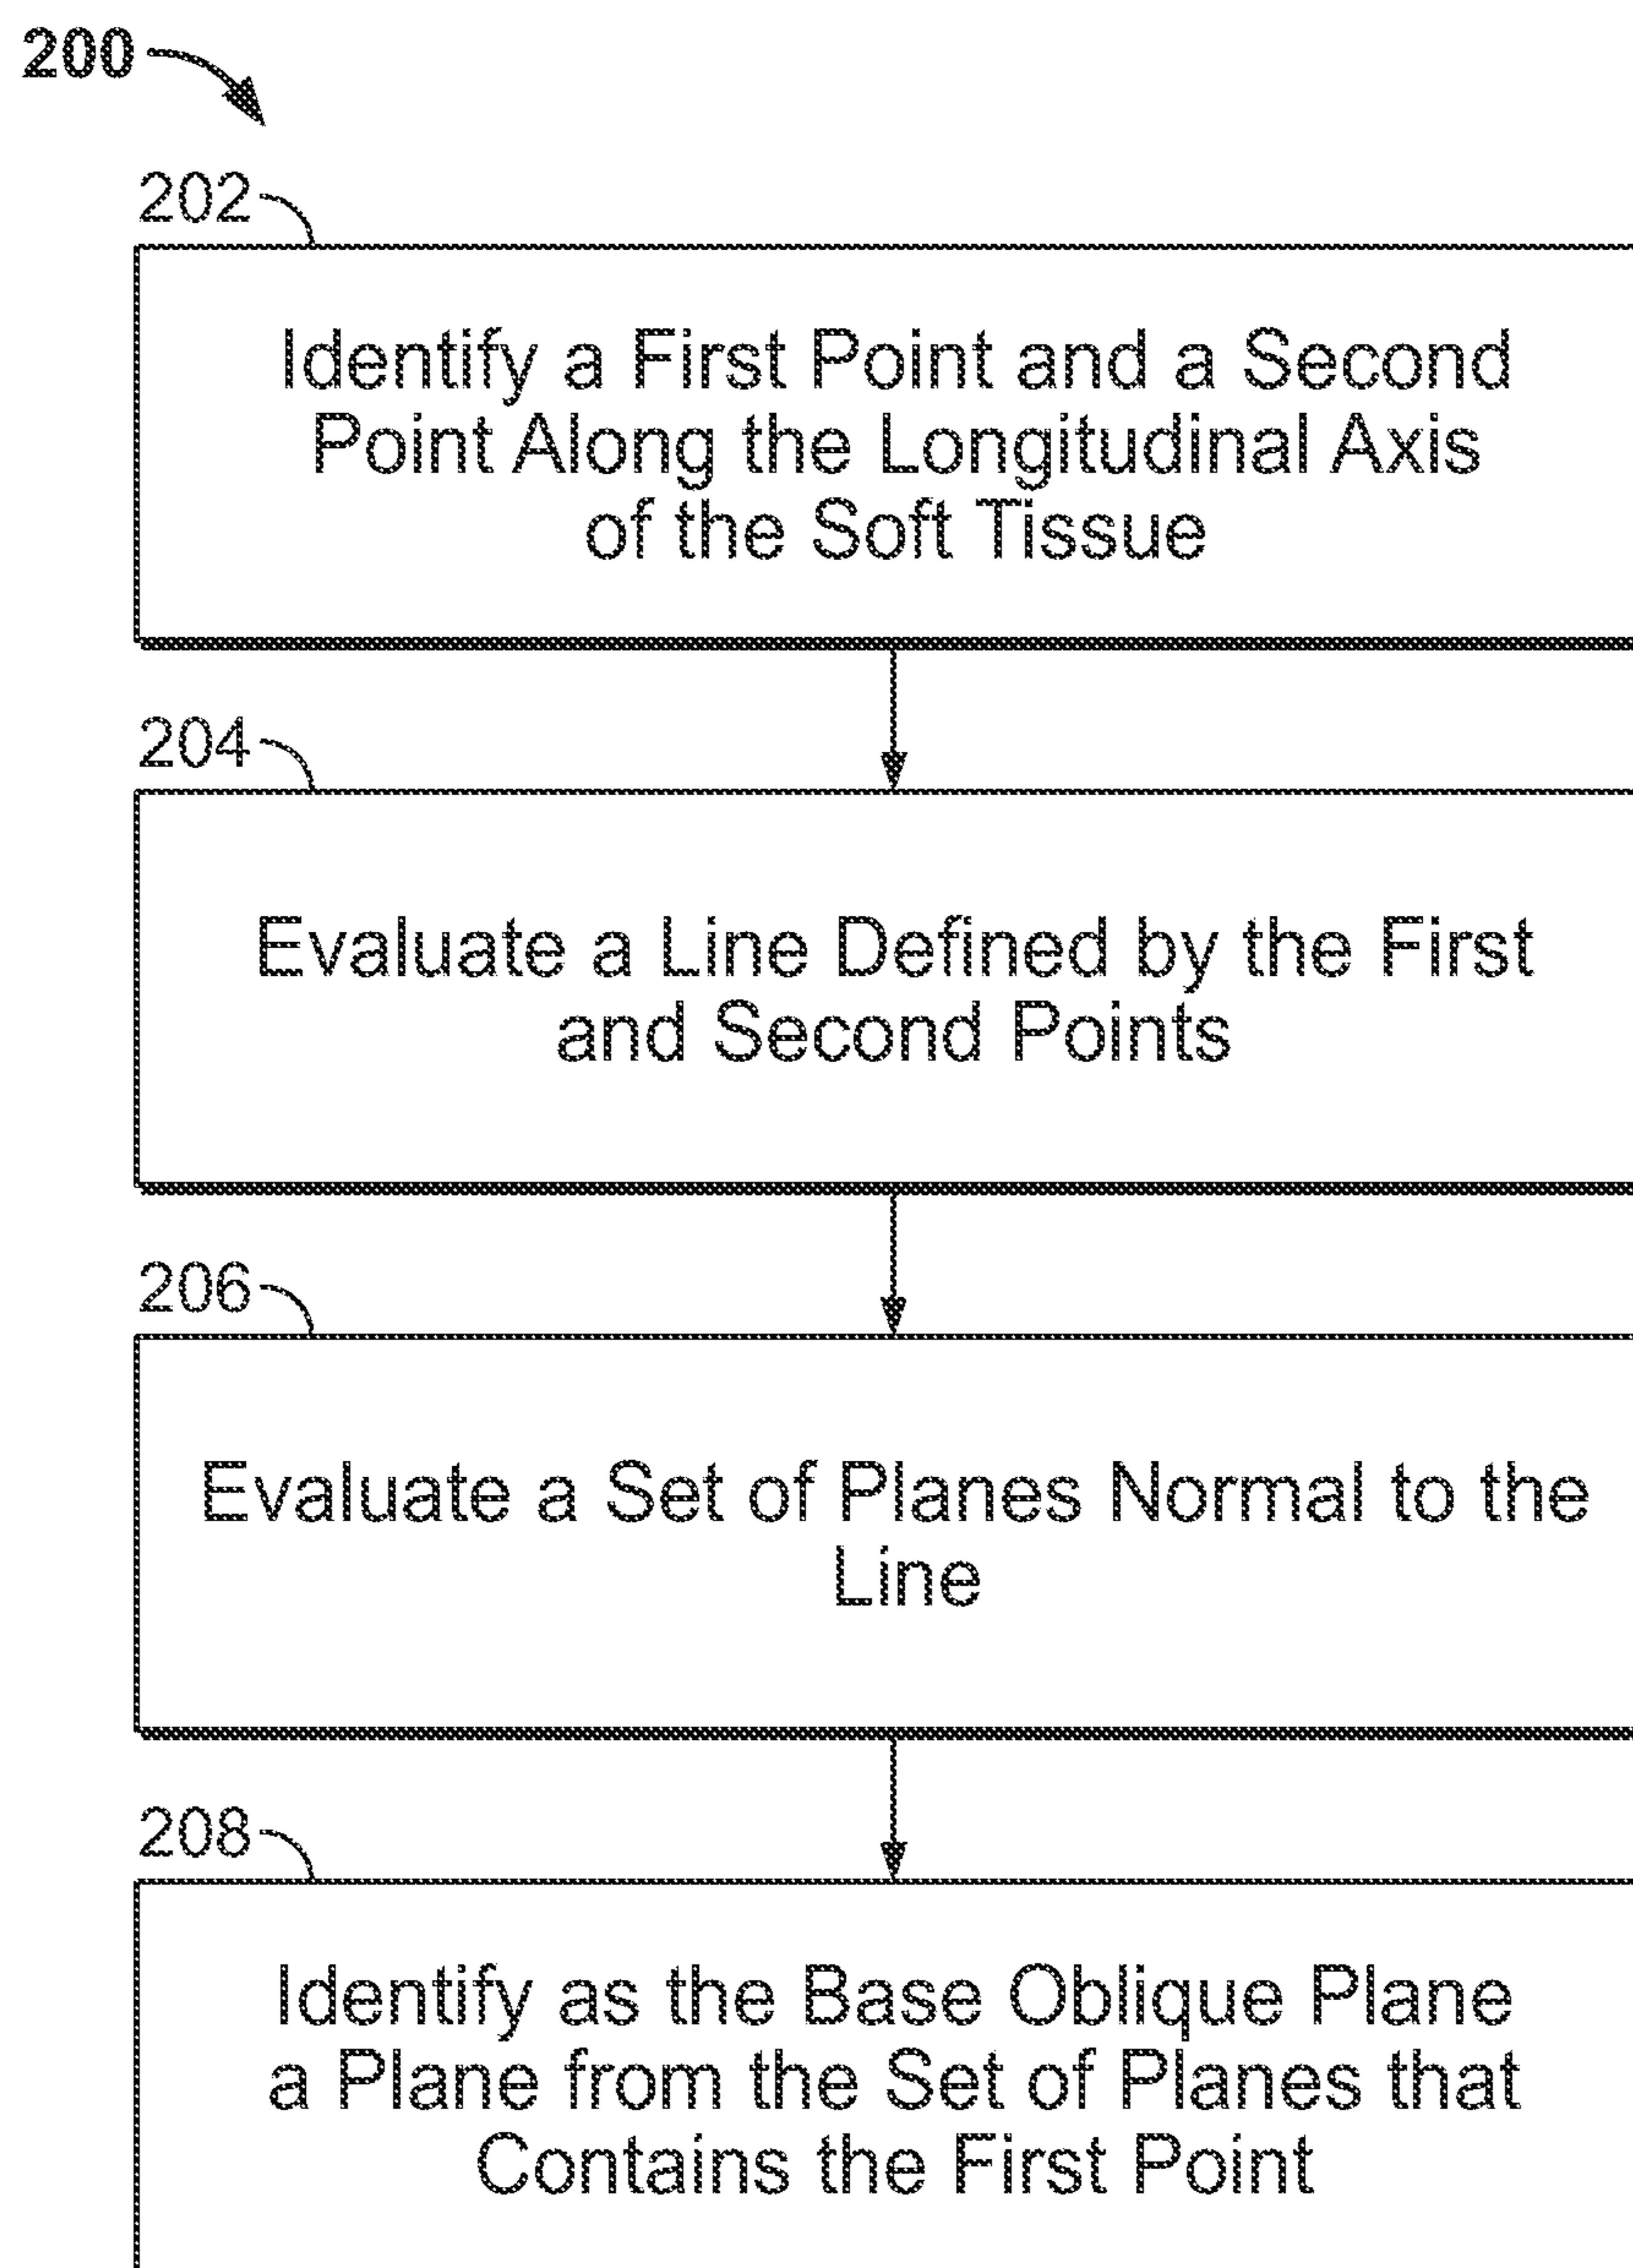 200
202
Identify a First Point and a Second
Point Along the Longitudinal Axis
of the Soft Tissue
204
Evaluate a Line Defined by the First
and Second Points
206
Evaluate a Set of Planes Normal to the
Line
208
Identify as the Base Oblique Plane
a Plane from the Set of Planes that
Contains the First Point